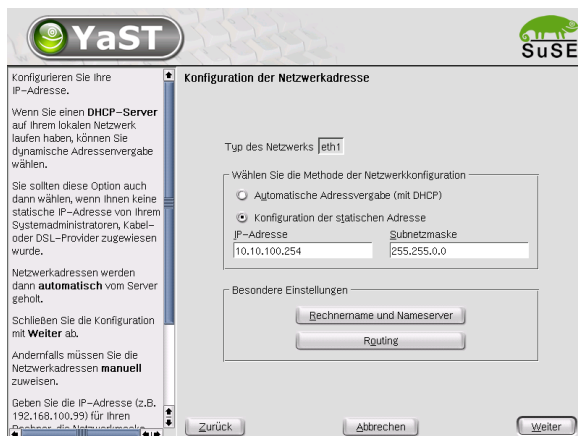 YaST
SuSE
Konfigurieren Sie Ihre
IP-Adresse.
Wenn Sie einen DHCP-Server
auf Ihrem lokalen Netzwerk
laufen haben, können Sie
dynamische Adressenvergabe
wählen.
Sie sollten diese Option auch
dann wählen, wenn Ihnen keine
statische IP-Adresse von Ihrem
Systemadministratoren, Kabel-
oder DSL-Provider zugewiesen
wurde.
Netzwerkadressen werden
dann automatisch vom Server
geholt.
Schließen Sie die Konfiguration
mit Weiter ab.
Andernfalls müssen Sie die
Netzwerkadressen manuell
zuweisen.
Geben Sie die IP-Adresse (z.B.
192.168.100.99) für Ihren
Konfiguration der Netzwerkadresse
Typ des Netzwerks eth1
Wählen Sie die Methode der Netzwerkkonfiguration
Automatische Adressvergabe (mit DHCP)
Konfiguration der statischen Adresse
IP-Adresse
Subnetzmaske
10.10.100.254
255.255.0.0
Besondere Einstellungen
Rechnername und Nameserver
Routing
Zurück
Abbrechen
Weiter